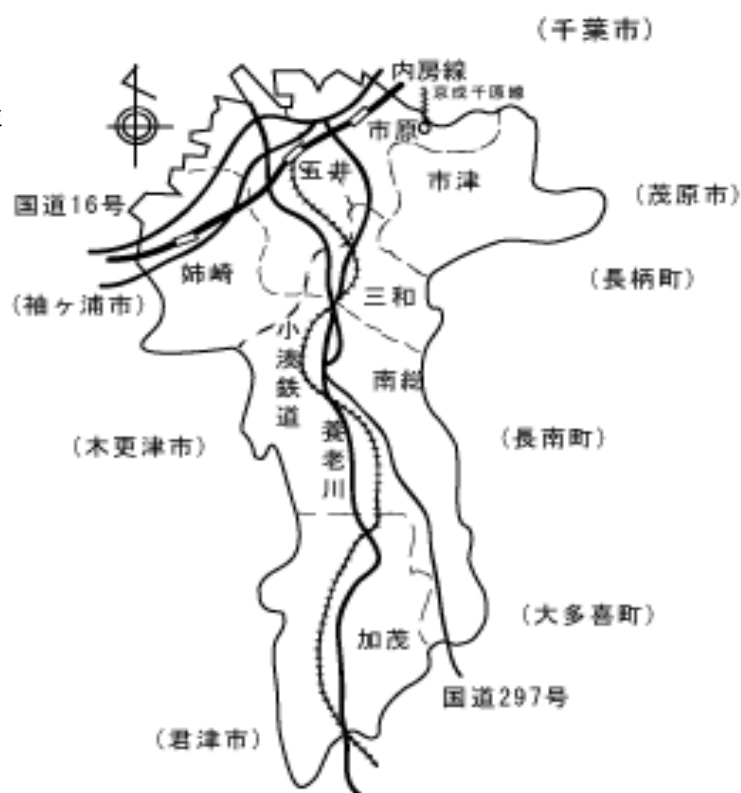 (千葉市)
内房線
京成千原線
市原
五井
市津
国道16号
(茂原市)
姉崎
(長柄町)
(袖ヶ浦市)
三和
小湊鉄道
南総
(木更津市)
養老川
(長南町)
(大多喜町)
加茂
国道297号
(君津市)